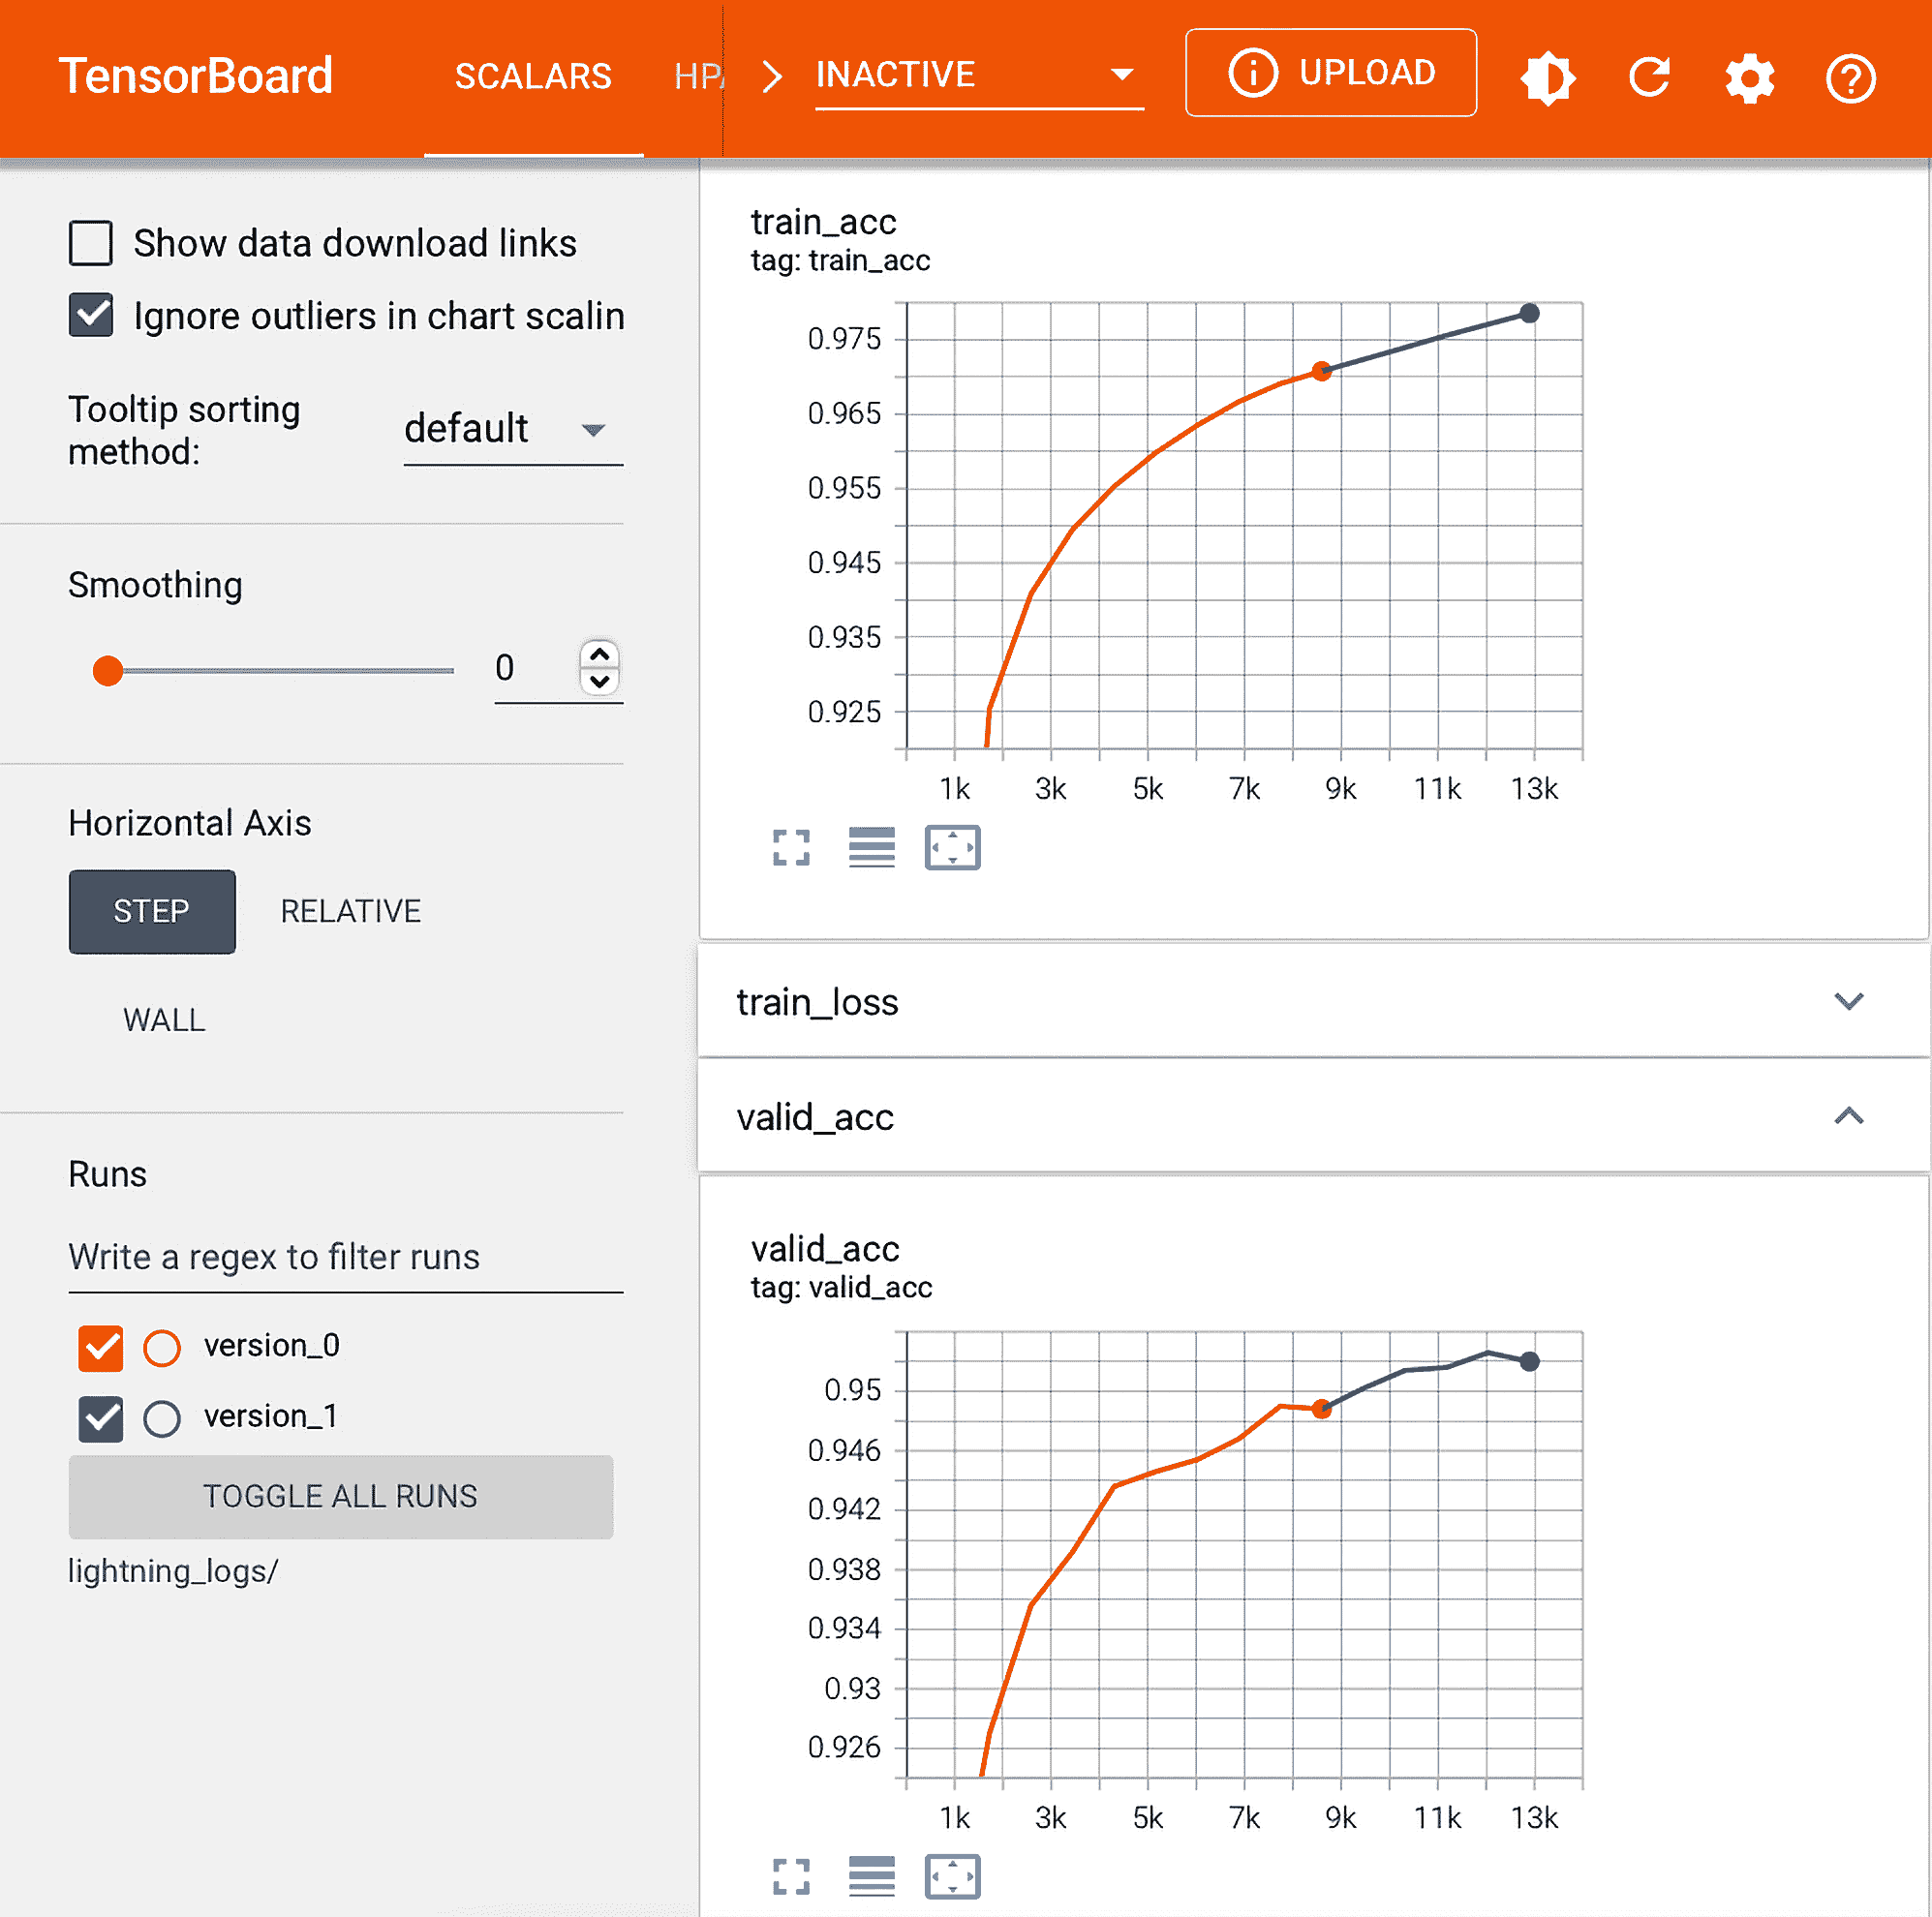 TensorBoard
SCALARS
HPA
INACTIVE
UPLOAD
Show data download links
Ignore outliers in chart scalin
Tooltip sorting
method:
default
Smoothing
0
Horizontal Axis
STEP
RELATIVE
WALL
Runs
Write a regex to filter runs
version_0
version_1
TOGGLE ALL RUNS
lightning_logs/
train_acc
tag: train_acc
0.975
0.965
0.955
0.945
0.935
0.925
1k 3k 5k 7k 9k 11k 13k
train_loss
valid_acc
valid_acc
tag: valid_acc
0.95
0.946
0.942
0.938
0.934
0.93
0.926
1k 3k 5k 7k 9k 11k 13k